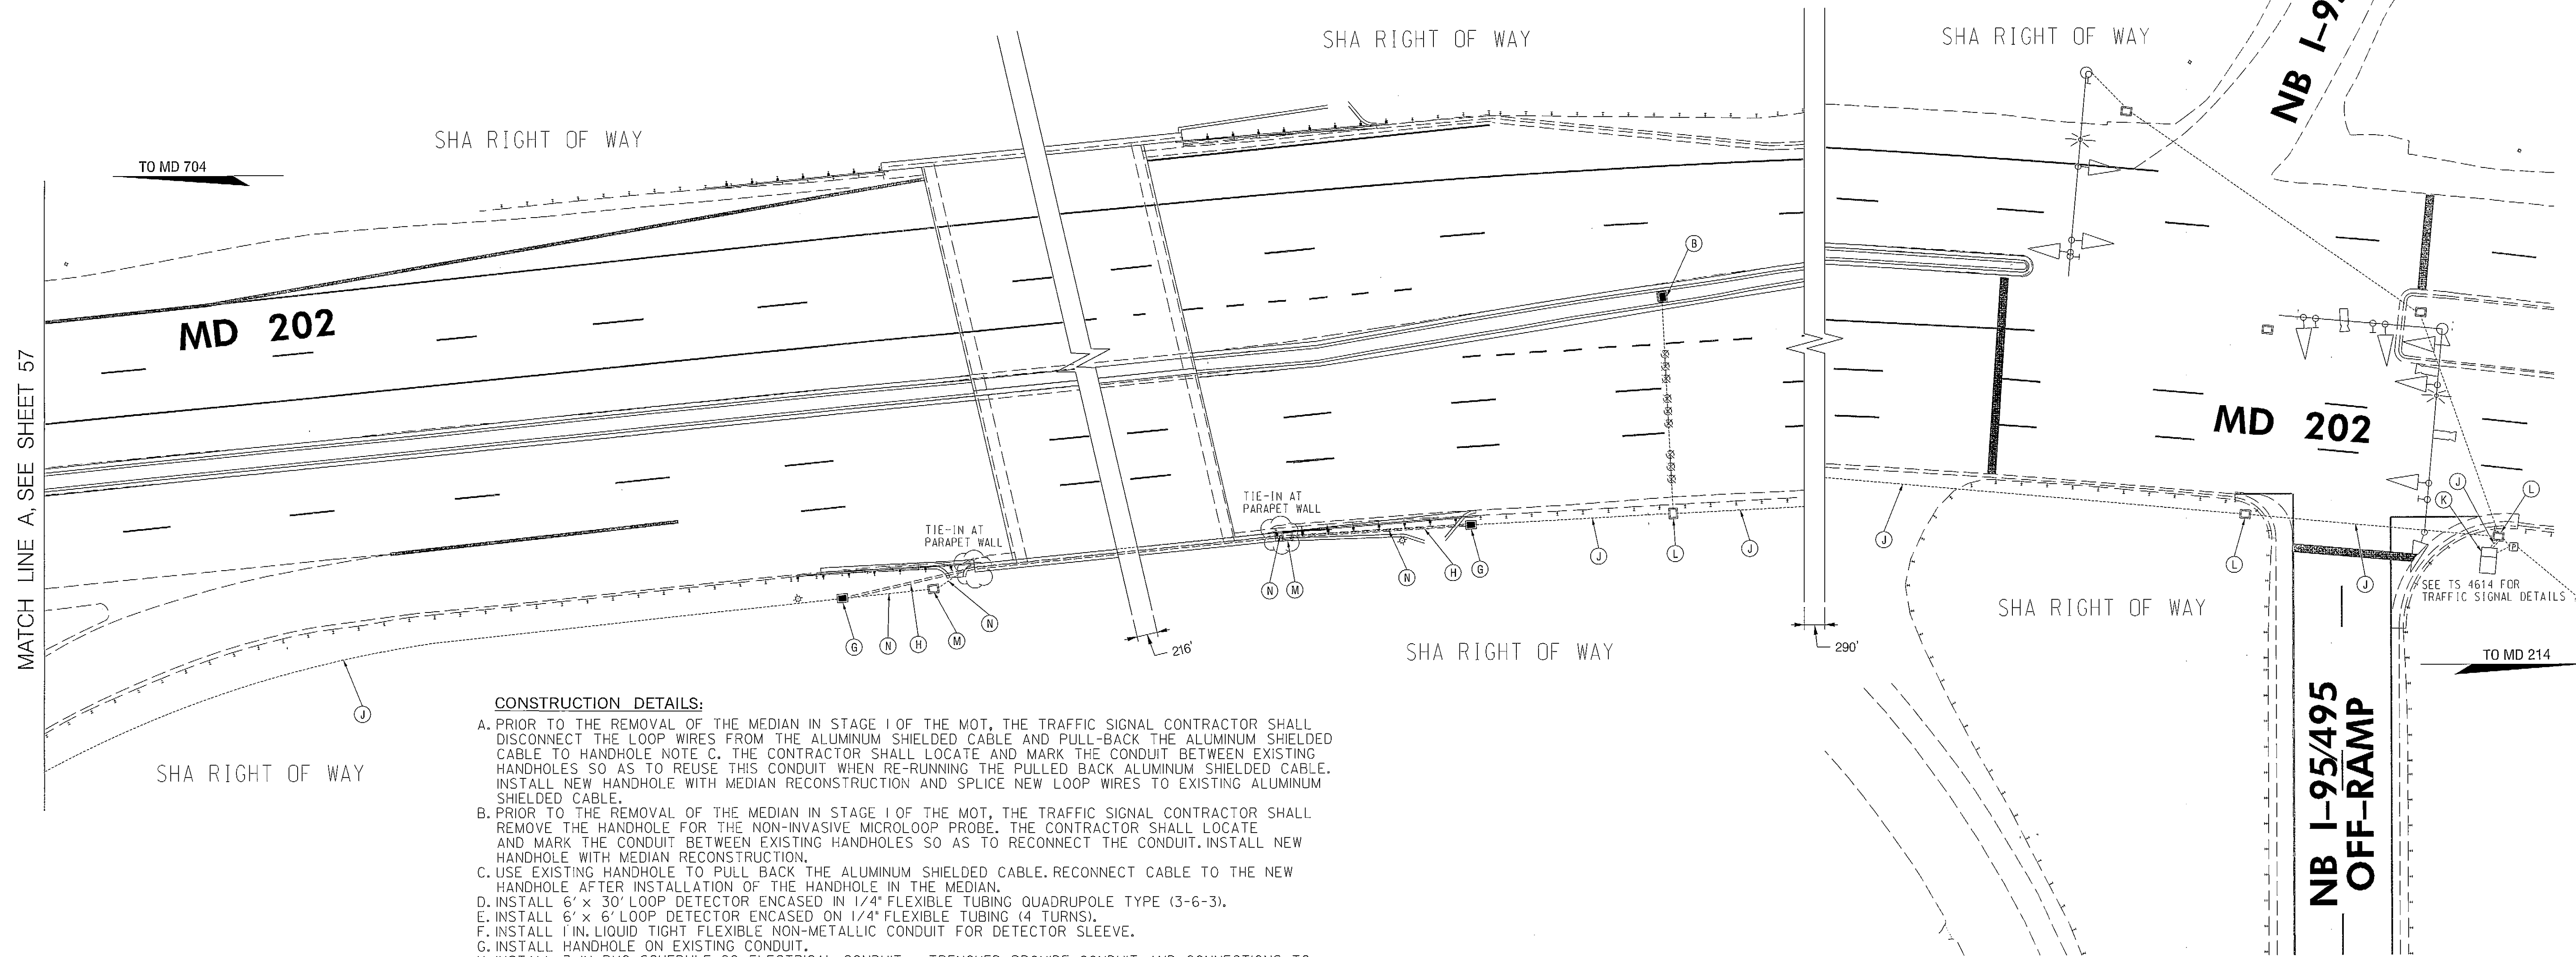 SHA RIGHT OF WAY
SHA RIGHT OF WAY
NB I-95
SHA RIGHT OF WAY
TO MD 704
MATCH LINE A, SEE SHEET 57
MD 202
B
MD 202
TIE-IN AT
PARAPET WALL
TIE-IN AT
PARAPET WALL
J
K
L
J
L
J
J
L
J
N
M
N
H
G
G
N
H
M
N
P
SEE TS 4614 FOR
TRAFFIC SIGNAL DETAILS
SHA RIGHT OF WAY
SHA RIGHT OF WAY
216'
290'
TO MD 214
NB I-95/495
OFF-RAMP
J
SHA RIGHT OF WAY
CONSTRUCTION DETAILS:
A. PRIOR TO THE REMOVAL OF THE MEDIAN IN STAGE I OF THE MOT, THE TRAFFIC SIGNAL CONTRACTOR SHALL
DISCONNECT THE LOOP WIRES FROM THE ALUMINUM SHIELDED CABLE AND PULL-BACK THE ALUMINUM SHIELDED
CABLE TO HANDHOLE NOTE C. THE CONTRACTOR SHALL LOCATE AND MARK THE CONDUIT BETWEEN EXISTING
HANDHOLES SO AS TO REUSE THIS CONDUIT WHEN RE-RUNNING THE PULLED BACK ALUMINUM SHIELDED CABLE.
INSTALL NEW HANDHOLE WITH MEDIAN RECONSTRUCTION AND SPLICE NEW LOOP WIRES TO EXISTING ALUMINUM
SHIELDED CABLE.
B. PRIOR TO THE REMOVAL OF THE MEDIAN IN STAGE I OF THE MOT, THE TRAFFIC SIGNAL CONTRACTOR SHALL
REMOVE THE HANDHOLE FOR THE NON-INVASIVE MICROLOOP PROBE. THE CONTRACTOR SHALL LOCATE
AND MARK THE CONDUIT BETWEEN EXISTING HANDHOLES SO AS TO RECONNECT THE CONDUIT. INSTALL NEW
HANDHOLE WITH MEDIAN RECONSTRUCTION.
C. USE EXISTING HANDHOLE TO PULL BACK THE ALUMINUM SHIELDED CABLE. RECONNECT CABLE TO THE NEW
HANDHOLE AFTER INSTALLATION OF THE HANDHOLE IN THE MEDIAN.
D. INSTALL 6' x 30' LOOP DETECTOR ENCASED IN 1/4" FLEXIBLE TUBING QUADRUPOLE TYPE (3-6-3).
E. INSTALL 6' x 6' LOOP DETECTOR ENCASED ON 1/4" FLEXIBLE TUBING (4 TURNS).
F. INSTALL 1 IN. LIQUID TIGHT FLEXIBLE NON-METALLIC CONDUIT FOR DETECTOR SLEEVE.
G. INSTALL HANDHOLE ON EXISTING CONDUIT.